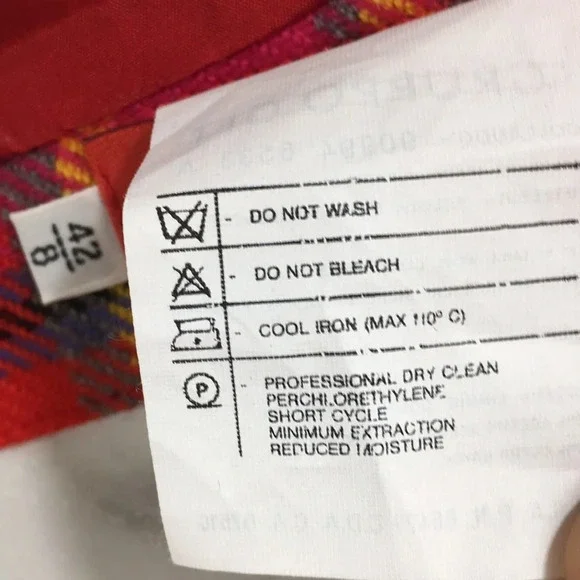 42
8
DO NOT WASH
DO NOT BLEACH
COOL IRON (MAX 110° C)
P
PROFESSIONAL DRY CLEAN
PERCHLORETHYLENE
SHORT CYCLE
MINIMUM EXTRACTION
REDUCED MOISTURE